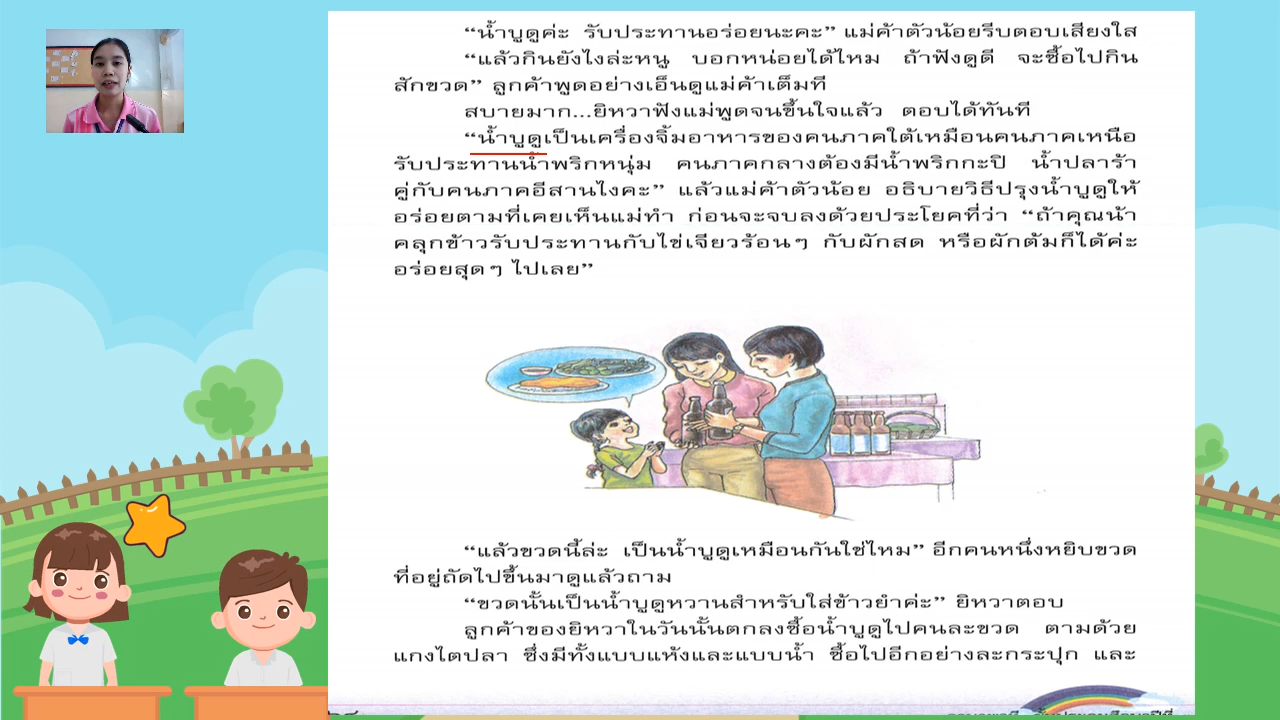 “น้ำบูดูค่ะ รับประทานอร่อยนะคะ” แม่ค้าตัวน้อยรีบตอบเสียงใส
“แล้วกินยังไงล่ะหนู บอกหน่อยได้ไหม ถ้าฟังดูดี จะซื้อไปกิน
สักขวด” ลูกค้าพูดอย่างเอ็นดูแม่ค้าเต็มที
สบายมาก...ยิหวาฟังแม่พูดจนขึ้นใจแล้ว ตอบได้ทันที
“น้ำบูดูเป็นเครื่องจิ้มอาหารของคนภาคใต้เหมือนคนภาคเหนือ
รับประทานน้ำพริกหนุ่ม คนภาคกลางต้องมีน้ำพริกกะปิ น้ำปลาร้า
คู่กับคนภาคอีสานไงคะ” แล้วแม่ค้าตัวน้อย อธิบายวิธีปรุงน้ำบูดูให้
อร่อยตามที่เคยเห็นแม่ทำ ก่อนจะจบลงด้วยประโยคที่ว่า “ถ้าคุณน้า
คลุกข้าวรับประทานกับไข่เจียวร้อนๆ กับผักสด หรือผักต้มก็ได้ค่ะ
อร่อยสุดๆ ไปเลย”
“แล้วขวดนี้ล่ะ เป็นน้ำบูดูเหมือนกันใช่ไหม” อีกคนหนึ่งหยิบขวด
ที่อยู่ถัดไปขึ้นมาดูแล้วถาม
“ขวดนั้นเป็นน้ำบูดูหวานสำหรับใส่ข้าวยำค่ะ” ยิหวาตอบ
ลูกค้าของยิหวาในวันนั้นตกลงซื้อน้ำบูดูไปคนละขวด ตามด้วย
แกงไตปลา ซึ่งมีทั้งแบบแห้งและแบบน้ำ ซื้อไปอีกอย่างละกระปุก และ